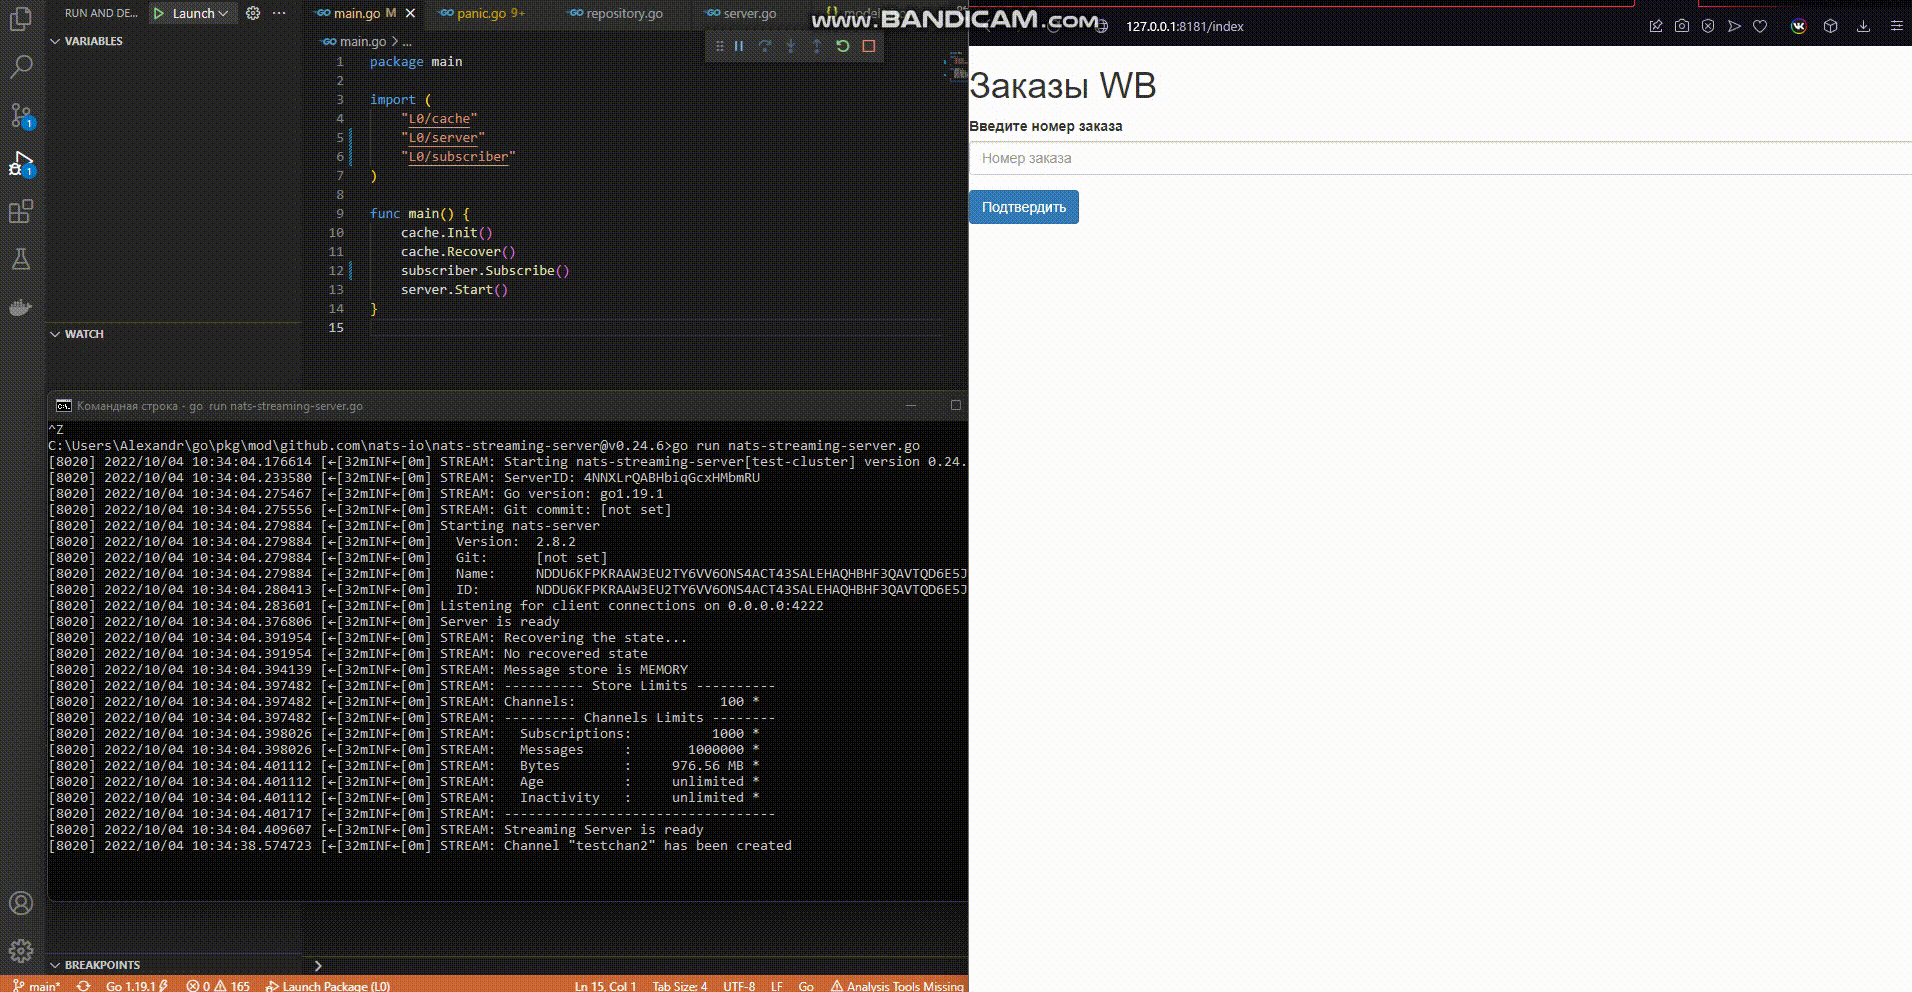 RUN AND DE...
Launch
main.go M
panic.go 9+
repository.go
server.go
www.BANDICAM.com
127.0.0.1:8181/index
VARIABLES
main.go > ...
1 package main
2
3 import (
4 "L0/cache"
5 "L0/server"
6 "L0/subscriber"
7 )
8
9 func main() {
10 cache.Init()
11 cache.Recover()
12 subscriber.Subscribe()
13 server.Start()
14 }
15
WATCH
Заказы WB
Введите номер заказа
Номер заказа
Подтвердить
Командная строка - go run nats-streaming-server.go
^Z
C:\Users\Alexandr\go\pkg\mod\github.com\nats-io\nats-streaming-server@v0.24.6>go run nats-streaming-server.go
[8020] 2022/10/04 10:34:04.176614 [←[32mINF←[0m] STREAM: Starting nats-streaming-server[test-cluster] version 0.24.
[8020] 2022/10/04 10:34:04.233580 [←[32mINF←[0m] STREAM: ServerID: 4NNXLrQABHbiqGcxHMbmRU
[8020] 2022/10/04 10:34:04.275467 [←[32mINF←[0m] STREAM: Go version: go1.19.1
[8020] 2022/10/04 10:34:04.275556 [←[32mINF←[0m] STREAM: Git commit: [not set]
[8020] 2022/10/04 10:34:04.279884 [←[32mINF←[0m] Starting nats-server
[8020] 2022/10/04 10:34:04.279884 [←[32mINF←[0m] Version: 2.8.2
[8020] 2022/10/04 10:34:04.279884 [←[32mINF←[0m] Git: [not set]
[8020] 2022/10/04 10:34:04.279884 [←[32mINF←[0m] Name: NDDU6KFPKRAAW3EU2TY6VV6ONS4ACT43SALEHAQHBHF3QAVTQD6E5J
[8020] 2022/10/04 10:34:04.280413 [←[32mINF←[0m] ID: NDDU6KFPKRAAW3EU2TY6VV6ONS4ACT43SALEHAQHBHF3QAVTQD6E5J
[8020] 2022/10/04 10:34:04.283601 [←[32mINF←[0m] Listening for client connections on 0.0.0.0:4222
[8020] 2022/10/04 10:34:04.376806 [←[32mINF←[0m] Server is ready
[8020] 2022/10/04 10:34:04.391954 [←[32mINF←[0m] STREAM: Recovering the state...
[8020] 2022/10/04 10:34:04.391954 [←[32mINF←[0m] STREAM: No recovered state
[8020] 2022/10/04 10:34:04.394139 [←[32mINF←[0m] STREAM: Message store is MEMORY
[8020] 2022/10/04 10:34:04.397482 [←[32mINF←[0m] STREAM: ---------- Store Limits ----------
[8020] 2022/10/04 10:34:04.397482 [←[32mINF←[0m] STREAM: Channels: 100 *
[8020] 2022/10/04 10:34:04.397482 [←[32mINF←[0m] STREAM: --------- Channels Limits --------
[8020] 2022/10/04 10:34:04.398026 [←[32mINF←[0m] STREAM: Subscriptions: 1000 *
[8020] 2022/10/04 10:34:04.398026 [←[32mINF←[0m] STREAM: Messages : 1000000 *
[8020] 2022/10/04 10:34:04.401112 [←[32mINF←[0m] STREAM: Bytes : 976.56 MB *
[8020] 2022/10/04 10:34:04.401112 [←[32mINF←[0m] STREAM: Age : unlimited *
[8020] 2022/10/04 10:34:04.401112 [←[32mINF←[0m] STREAM: Inactivity : unlimited *
[8020] 2022/10/04 10:34:04.401717 [←[32mINF←[0m] STREAM: ----------------------------------
[8020] 2022/10/04 10:34:04.409607 [←[32mINF←[0m] STREAM: Streaming Server is ready
[8020] 2022/10/04 10:34:38.574723 [←[32mINF←[0m] STREAM: Channel "testchan2" has been created
BREAKPOINTS
main* Go 1.19.1 0 165 Launch Package (L0) Ln 15, Col 1 Tab Size: 4 UTF-8 LF Go Analysis Tools Missing